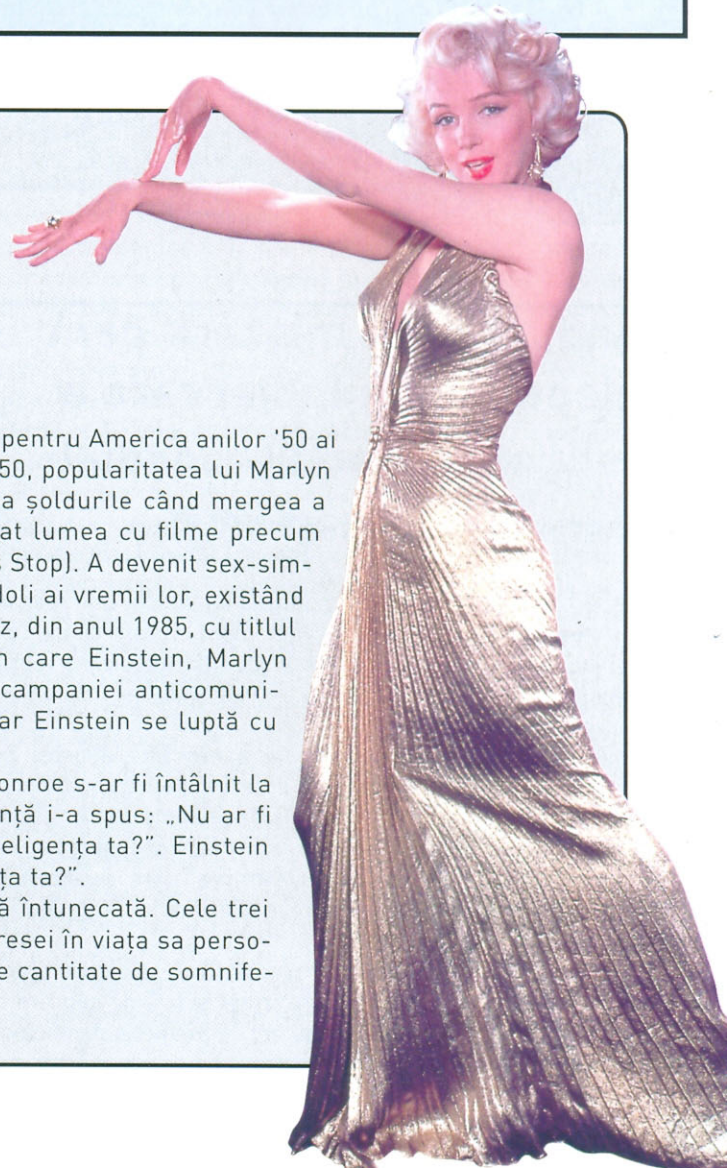 pentru America anilor '50 ai
50, popularitatea lui Marlyn
a șoldurile când mergea a
at lumea cu filme precum
s Stop). A devenit sex-sim-
doli ai vremii lor, existând
z, din anul 1985, cu titlul
n care Einstein, Marlyn
campaniei anticomuni-
ar Einstein se luptă cu
onroe s-ar fi întâlnit la
nță i-a spus: „Nu ar fi
eligența ta?". Einstein
ța ta?".
ă întunecată. Cele trei
resei în viața sa perso-
e cantitate de somnife-